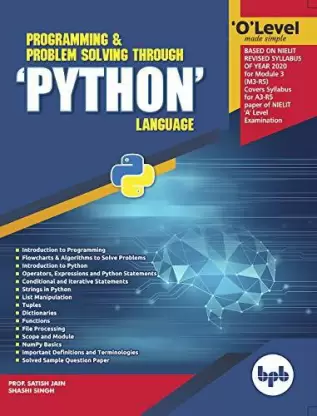 PROGRAMMING &
PROBLEM SOLVING THROUGH
'PYTHON'
LANGUAGE
'O' Level
made simple
BASED ON NIELIT
REVISED SYLLABUS
OF YEAR 2020
for Module 3
(M3-R5)
Covers Syllabus
for A3-R5
paper of NIELIT
'A' Level
Examination
Introduction to Programming
Flowcharts & Algorithms to Solve Problems
Introduction to Python
Operators, Expressions and Python Statements
Conditional and Iterative Statements
Strings in Python
List Manipulation
Tuples
Dictionaries
Functions
File Processing
Scope and Module
NumPy Basics
Important Definitions and Terminologies
Solved Sample Question Paper
PROF. SATISH JAIN
SHASHI SINGH
bpb